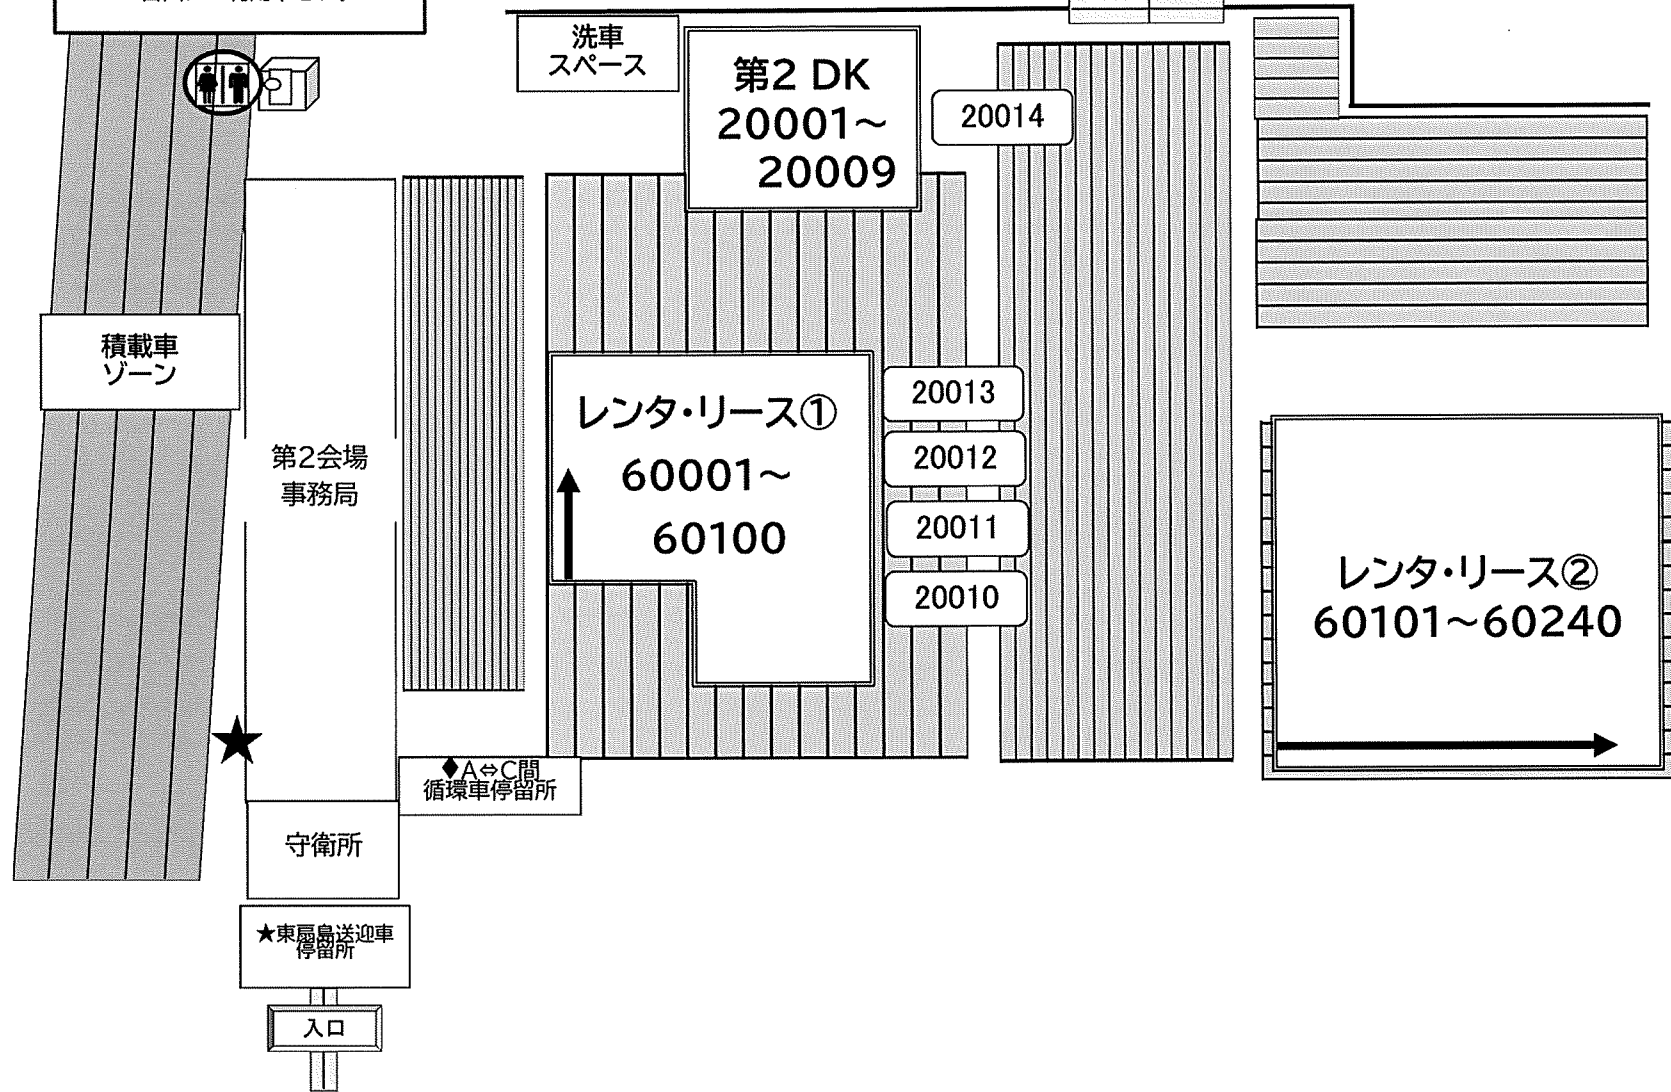 洗車
スペース
第2 DK
20001～
20009
20014
積載車
ゾーン
第2会場
事務局
レンタ・リース①
60001～
60100
20013
20012
20011
20010
レンタ・リース②
60101～60240
◆A⇔C間
循環車停留所
守衛所
★東扇島送迎車
停留所
入口